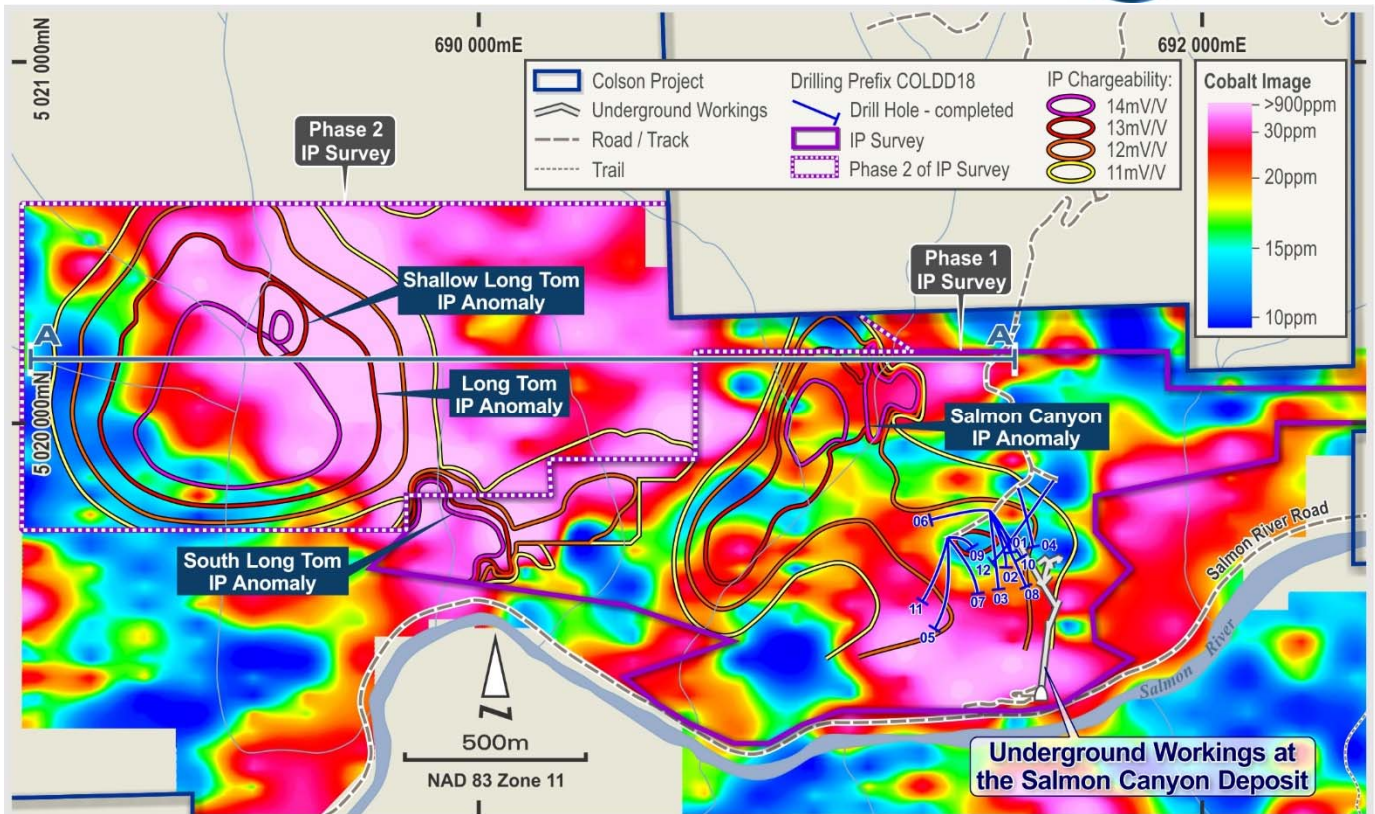 5 021 000mN
690 000mE
692 000mE
Colson Project
Underground Workings
Road / Track
Trail
Drilling Prefix COLDD18
Drill Hole - completed
IP Survey
Phase 2 of IP Survey
IP Chargeability:
14mV/V
13mV/V
12mV/V
11mV/V
Cobalt Image
>900ppm
30ppm
20ppm
15ppm
10ppm
Phase 2
IP Survey
Phase 1
IP Survey
Shallow Long Tom
IP Anomaly
A
A'
Long Tom
IP Anomaly
5 020 000mN
Salmon Canyon
IP Anomaly
South Long Tom
IP Anomaly
06
09
01
04
12
02
10
11
07
03
08
05
Salmon River Road
Salmon River
N
500m
NAD 83 Zone 11
Underground Workings at
the Salmon Canyon Deposit